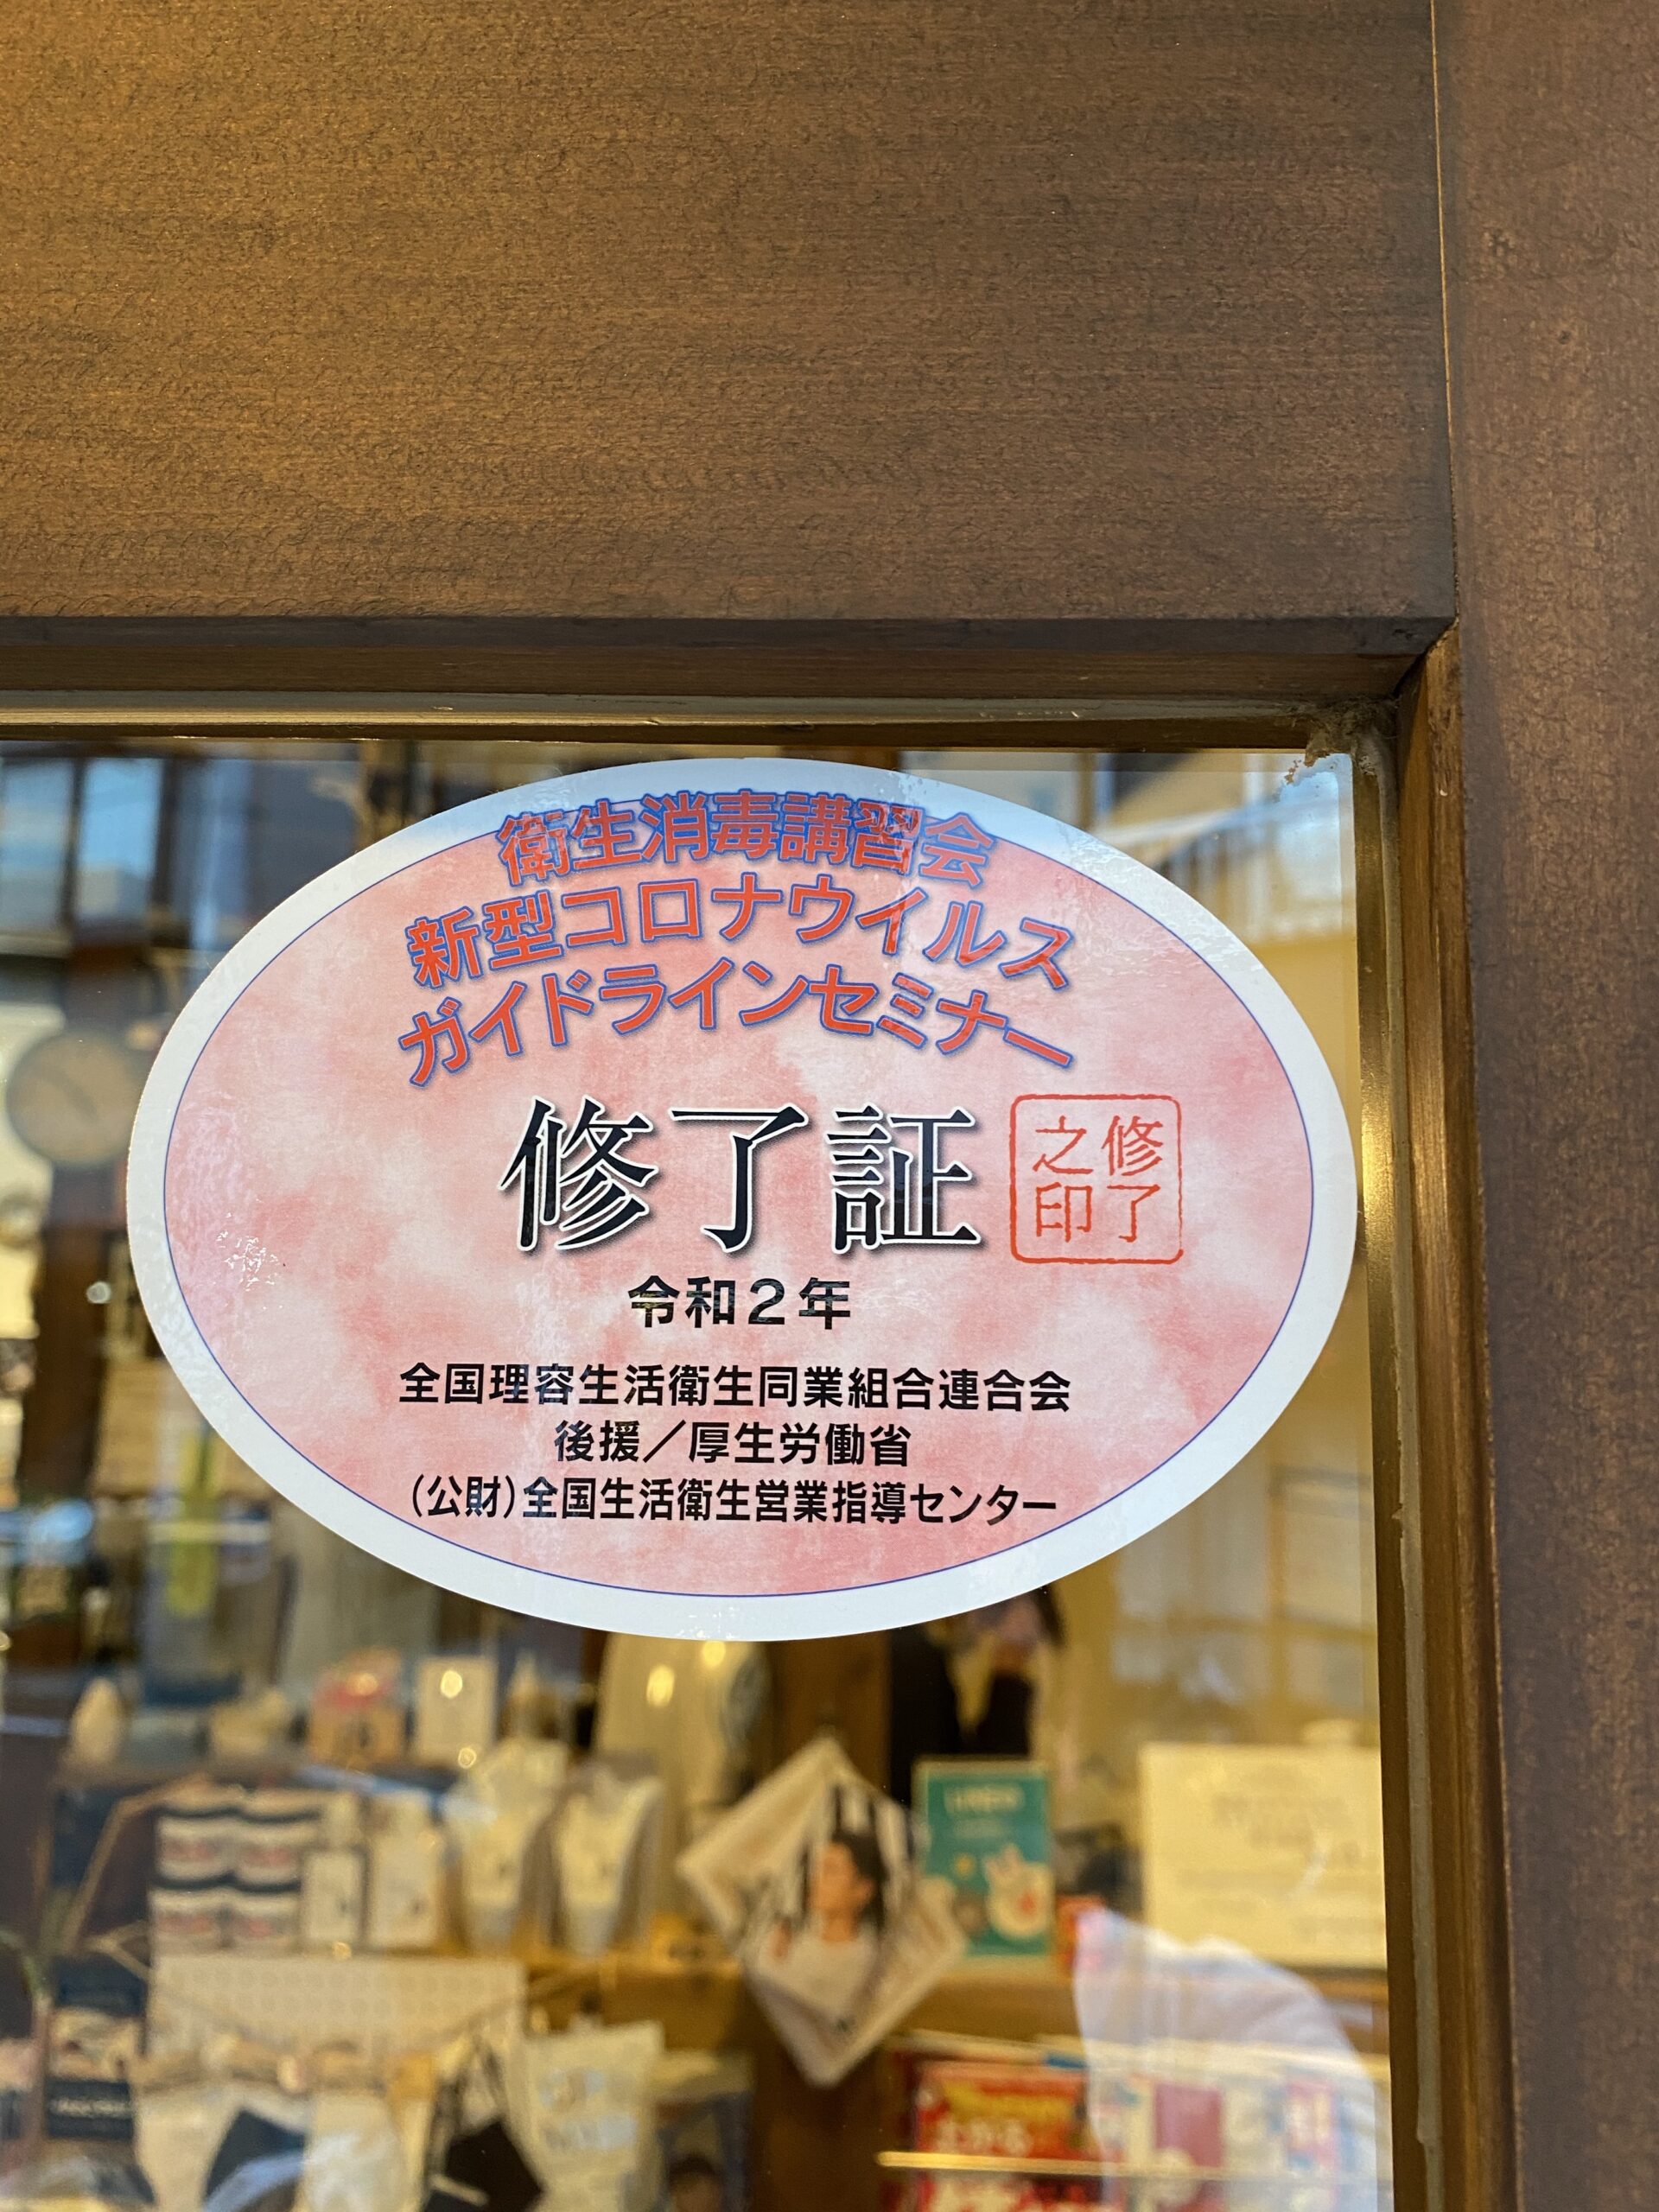 衛生消毒講習会
新型コロナウイルス
ガイドラインセミナー
修了証
修了
之印
令和2年
全国理容生活衛生同業組合連合会
後援／厚生労働省
(公財)全国生活衛生営業指導センター